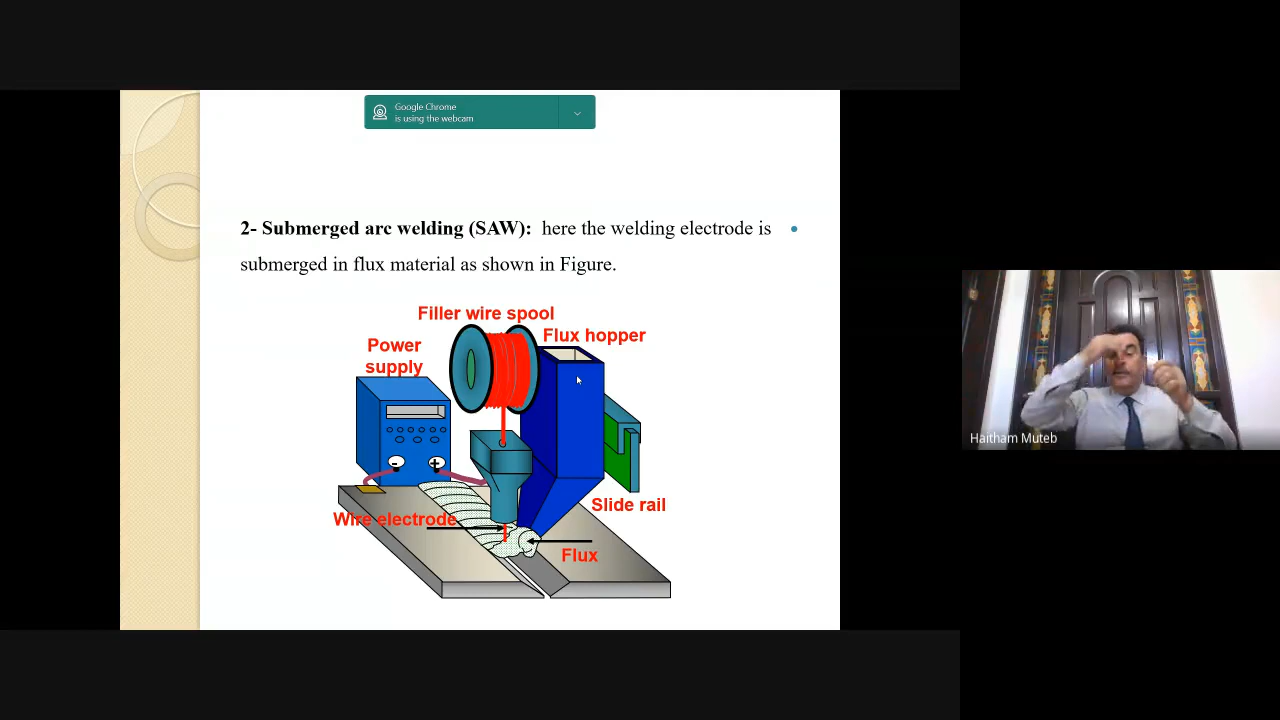 Google Chrome
is using the webcam
2- Submerged arc welding (SAW): here the welding electrode is •
submerged in flux material as shown in Figure.
Filler wire spool
Flux hopper
Power
supply
- +
Slide rail
Wire electrode
Flux
Haitham Muteb